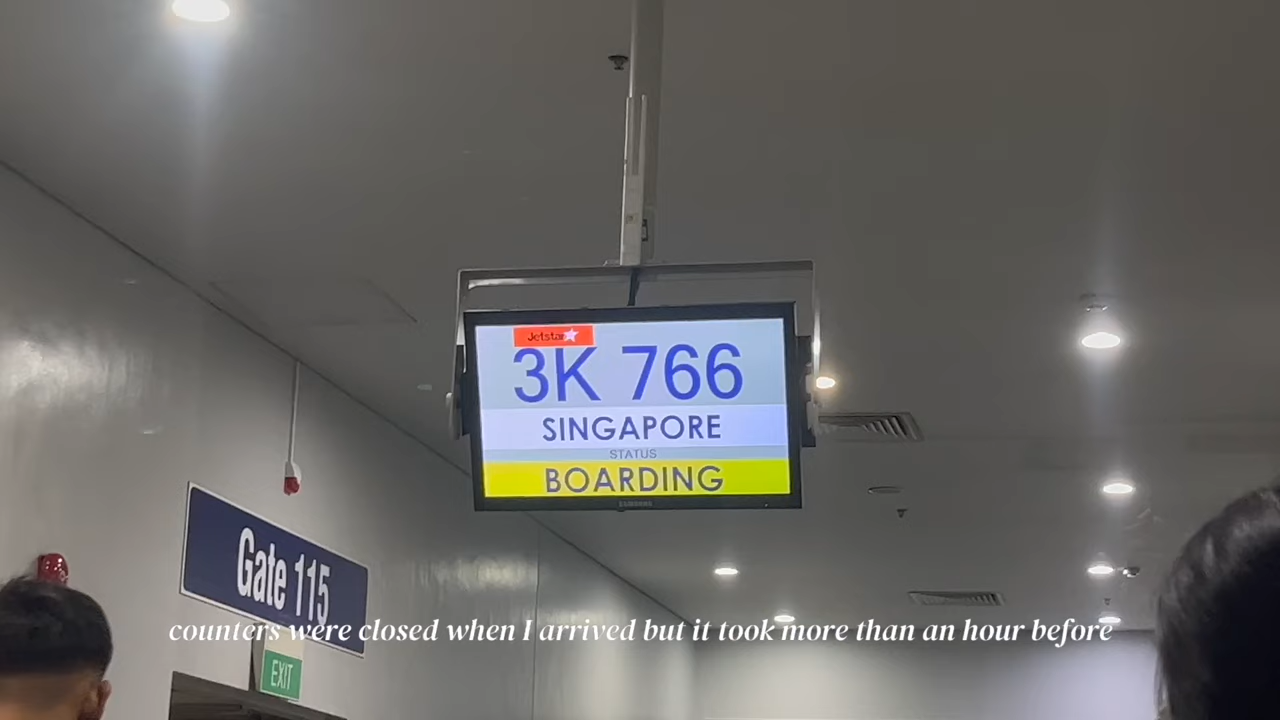 Jetstar
3K 766
SINGAPORE
STATUS
BOARDING
SAMSUNG
Gate 115
counters were closed when I arrived but it took more than an hour before
EXIT